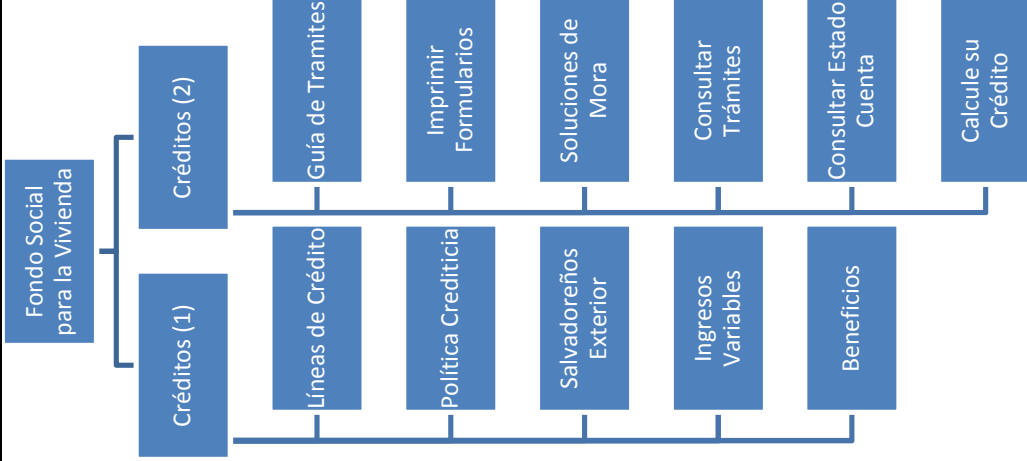 Fondo Social
para la Vivienda
Créditos (1)
Líneas de Crédito
Política Crediticia
Salvadoreños
Exterior
Ingresos
Variables
Beneficios
Créditos (2)
Guía de Tramites
Imprimir
Formularios
Soluciones de
Mora
Consultar
Trámites
Consultar Estado
Cuenta
Calcule su
Crédito